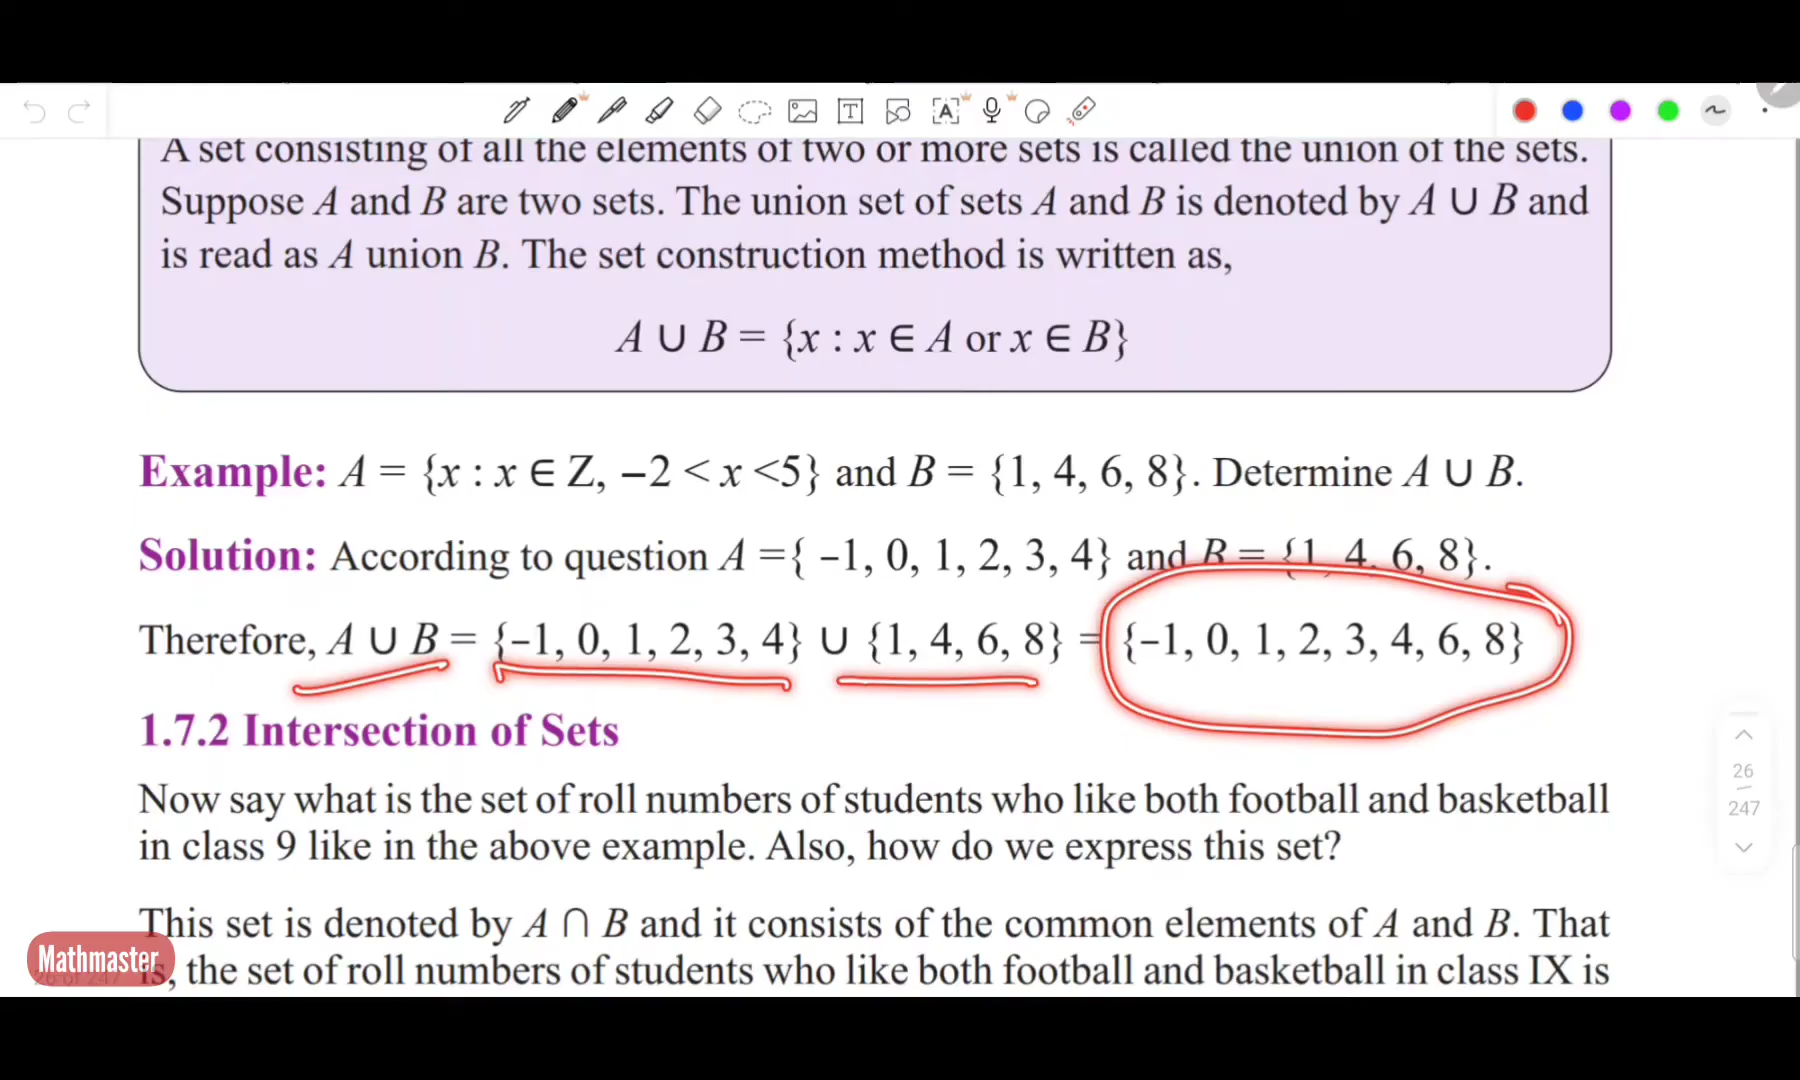 A set consisting of all the elements of two or more sets is called the union of the sets.
Suppose A and B are two sets. The union set of sets A and B is denoted by A ∪ B and
is read as A union B. The set construction method is written as,
A ∪ B = {x : x ∈ A or x ∈ B}
Example: A = {x : x ∈ Z, −2 < x <5} and B = {1, 4, 6, 8}. Determine A ∪ B.
Solution: According to question A ={ −1, 0, 1, 2, 3, 4} and B = {1, 4, 6, 8}.
Therefore, A ∪ B = {−1, 0, 1, 2, 3, 4} ∪ {1, 4, 6, 8} = {−1, 0, 1, 2, 3, 4, 6, 8}
1.7.2 Intersection of Sets
26
247
Now say what is the set of roll numbers of students who like both football and basketball
in class 9 like in the above example. Also, how do we express this set?
This set is denoted by A ∩ B and it consists of the common elements of A and B. That
is, the set of roll numbers of students who like both football and basketball in class IX is
Mathmaster
26 of 247